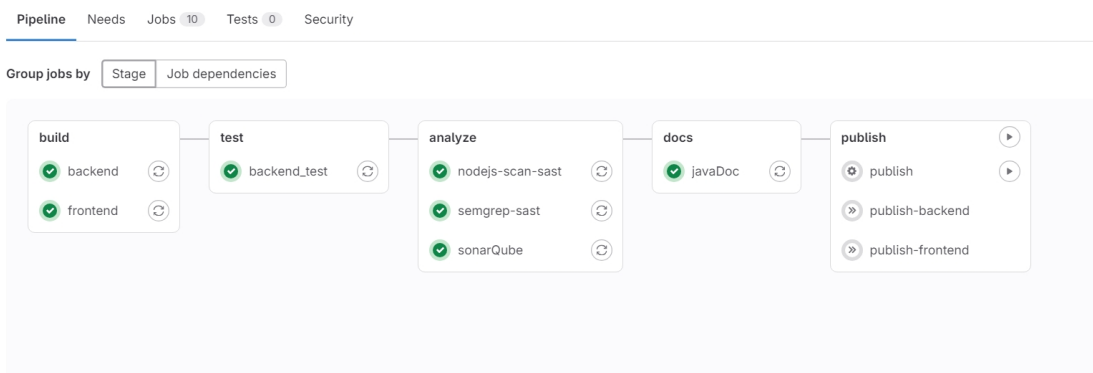 Pipeline Needs Jobs 10 Tests 0 Security
Group jobs by Stage Job dependencies
build
backend
frontend
test
backend_test
analyze
nodejs-scan-sast
semgrep-sast
sonarQube
docs
javaDoc
publish
publish
publish-backend
publish-frontend